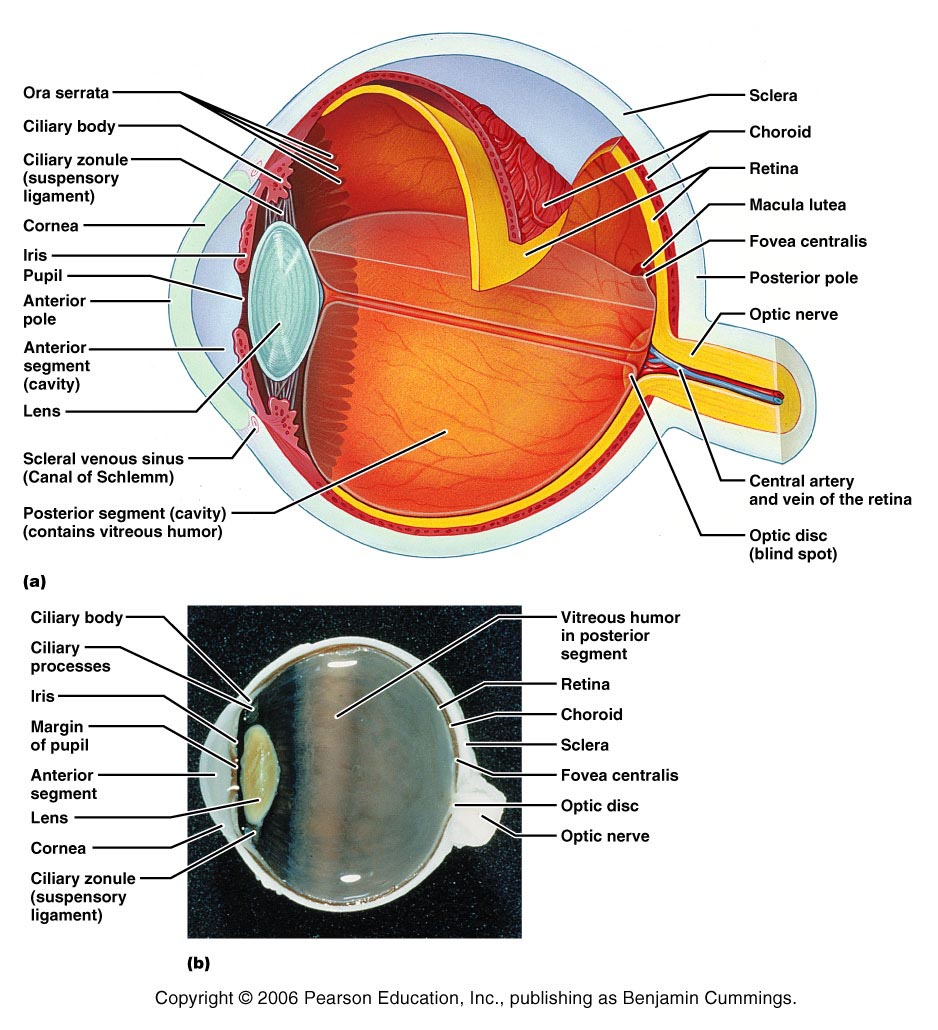 Ora serrata
Ciliary body
Ciliary zonule
(suspensory
ligament)
Cornea
Iris
Pupil
Anterior
pole
Anterior
segment
(cavity)
Lens
Scleral venous sinus
(Canal of Schlemm)
Posterior segment (cavity)
(contains vitreous humor)
Sclera
Choroid
Retina
Macula lutea
Fovea centralis
Posterior pole
Optic nerve
Central artery
and vein of the retina
Optic disc
(blind spot)
(a)
Ciliary body
Ciliary
processes
Iris
Margin
of pupil
Anterior
segment
Lens
Cornea
Ciliary zonule
(suspensory
ligament)
Vitreous humor
in posterior
segment
Retina
Choroid
Sclera
Fovea centralis
Optic disc
Optic nerve
(b)
Copyright © 2006 Pearson Education, Inc., publishing as Benjamin Cummings.